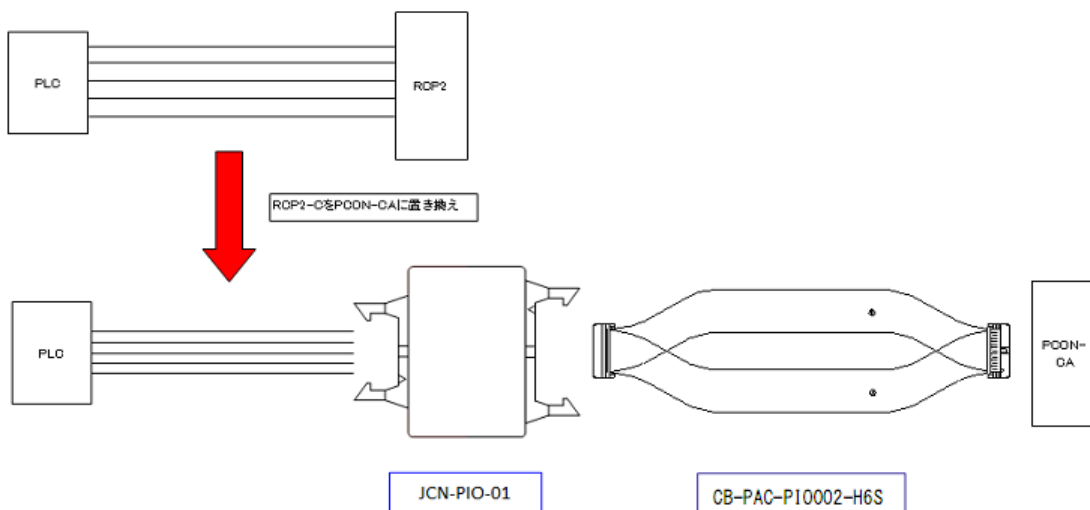 PLC
RCP2
RCP2-CをPCON-CAに置き換え
PLC
PCON-
CA
JCN-PIO-01
CB-PAC-PIO002-H6S